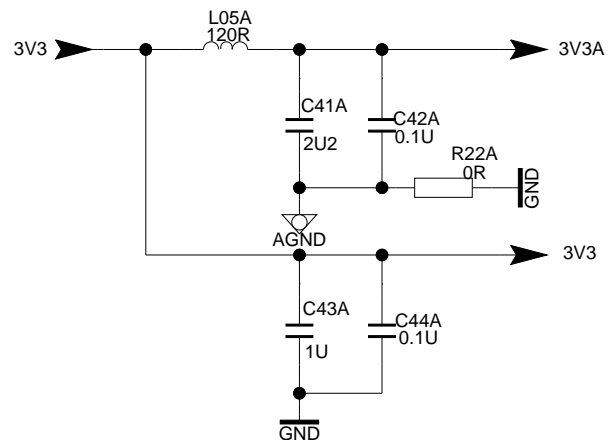 L05A
120R
3V3
3V3A
C41A
2U2
C42A
0.1U
R22A
0R
GND
AGND
3V3
C43A
1U
C44A
0.1U
GND